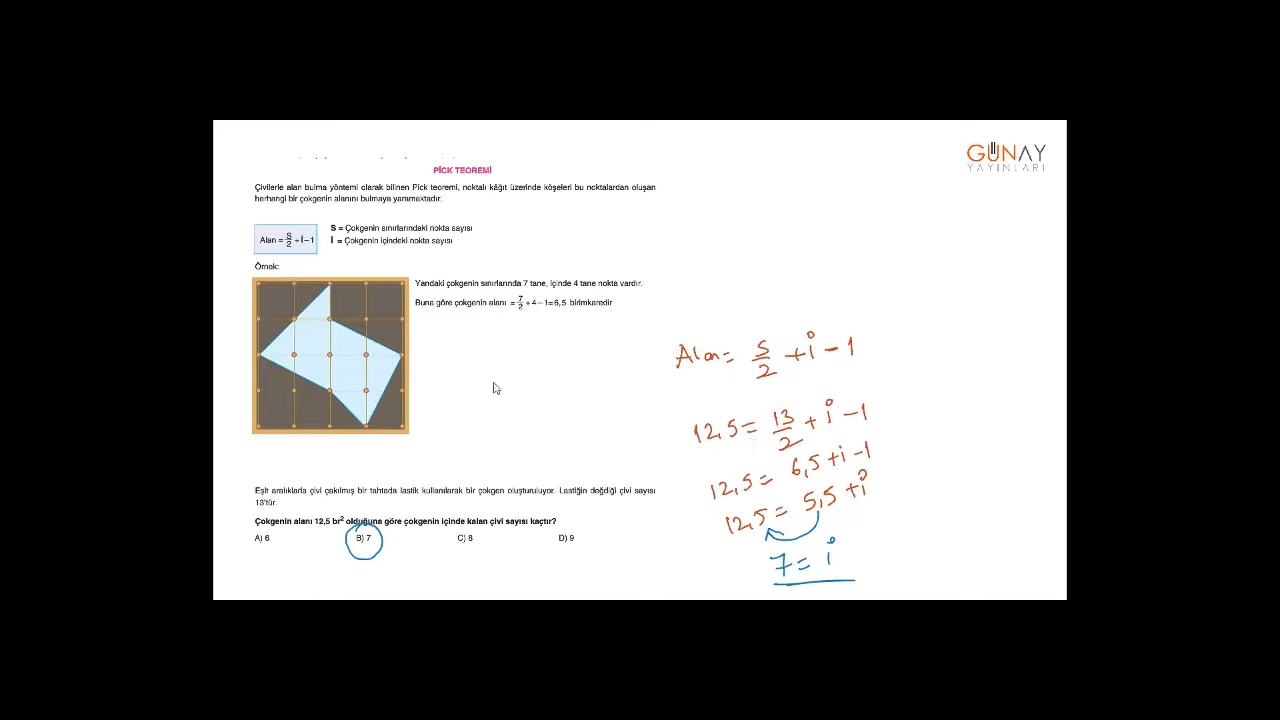 GÜNAY
YAYINLARI
PİCK TEOREMİ
Çivilerle alan bulma yöntemi olarak bilinen Pick teoremi, noktalı kâğıt üzerinde köşeleri bu noktalardan oluşan
herhangi bir çokgenin alanını bulmaya yaramaktadır.
Alan = S/2 + İ – 1
S = Çokgenin sınırlarındaki nokta sayısı
İ = Çokgenin içindeki nokta sayısı
Örnek:
Yandaki çokgenin sınırlarında 7 tane, içinde 4 tane nokta vardır.
Buna göre çokgenin alanı = 7/2 + 4 – 1 = 6,5 birimkaredir
Alan = S/2 + i – 1
12,5 = 13/2 + i – 1
12,5 = 6,5 + i – 1
12,5 = 5,5 + i
7 = i
Eşit aralıklarla çivi çakılmış bir tahtada lastik kullanılarak bir çokgen oluşturuluyor. Lastiğin değdiği çivi sayısı
13'tür.
Çokgenin alanı 12,5 br² olduğuna göre çokgenin içinde kalan çivi sayısı kaçtır?
A) 6 B) 7 C) 8 D) 9